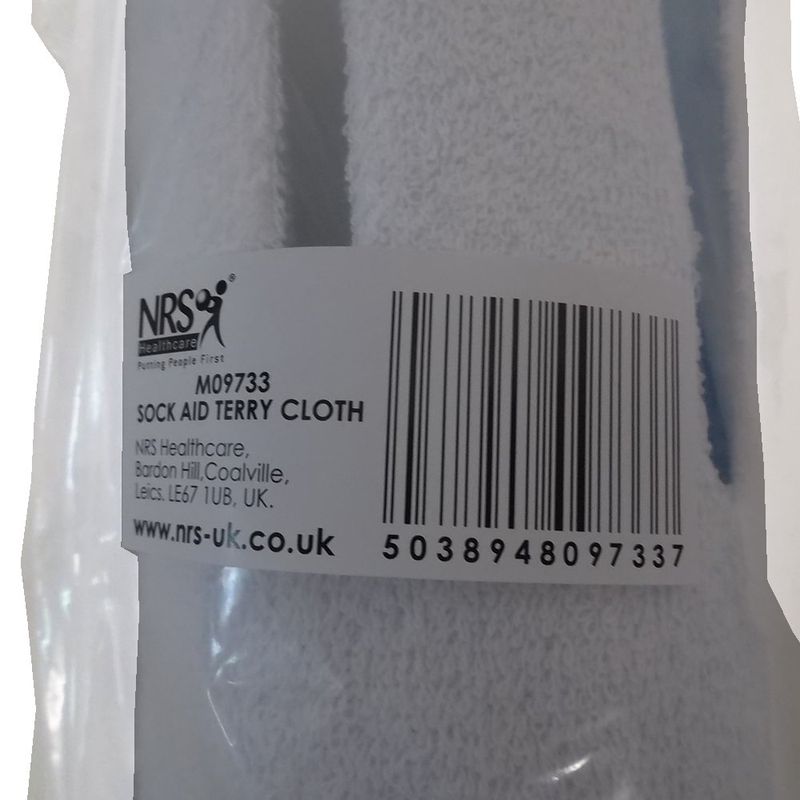 NRS®
Healthcare
Putting People First
M09733
SOCK AID TERRY CLOTH
NRS Healthcare,
Bardon Hill,Coalville,
Leics. LE67 1UB, UK.
www.nrs-uk.co.uk
5038948097337